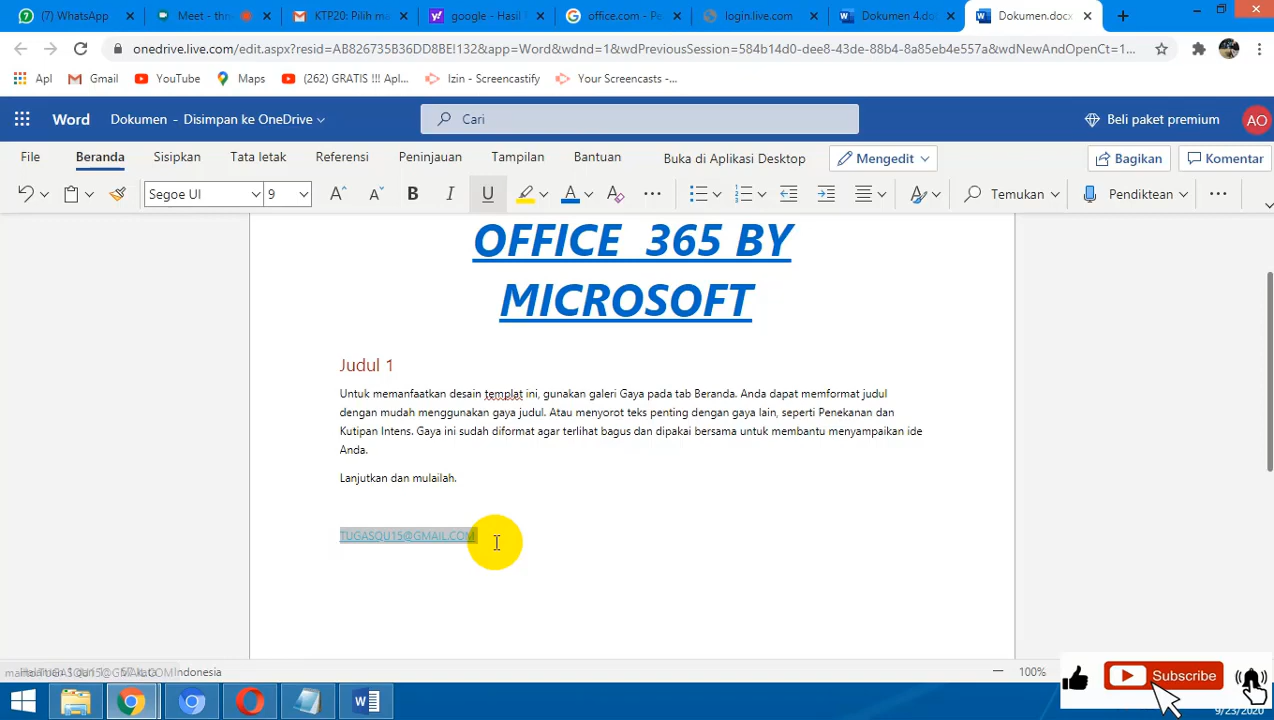 (7) WhatsApp
Meet - thr
KTP20: Pilih m
google - Hasil
office.com - Pe
login.live.com
Dokumen 4.do
Dokumen.docx
onedrive.live.com/edit.aspx?resid=AB826735B36DD8BE!132&app=Word&wdnd=1&wdPreviousSession=584b14d0-dee8-43de-88b4-8a85eb4e557a&wdNewAndOpenCt=1...
Apl
Gmail
YouTube
Maps
(262) GRATIS !!! Apl...
Izin - Screencastify
Your Screencasts -...
Word
Dokumen - Disimpan ke OneDrive
Cari
Beli paket premium
AO
File
Beranda
Sisipkan
Tata letak
Referensi
Peninjauan
Tampilan
Bantuan
Buka di Aplikasi Desktop
Mengedit
Bagikan
Komentar
Segoe UI
9
A
A
B
I
U
A
Temukan
Pendiktean
OFFICE 365 BY
MICROSOFT
Judul 1
Untuk memanfaatkan desain templat ini, gunakan galeri Gaya pada tab Beranda. Anda dapat memformat judul
dengan mudah menggunakan gaya judul. Atau menyorot teks penting dengan gaya lain, seperti Penekanan dan
Kutipan Intens. Gaya ini sudah diformat agar terlihat bagus dan dipakai bersama untuk membantu menyampaikan ide
Anda.
Lanjutkan dan mulailah.
TUGASQU15@GMAIL.COM
100%
Subscribe
9/23/2020